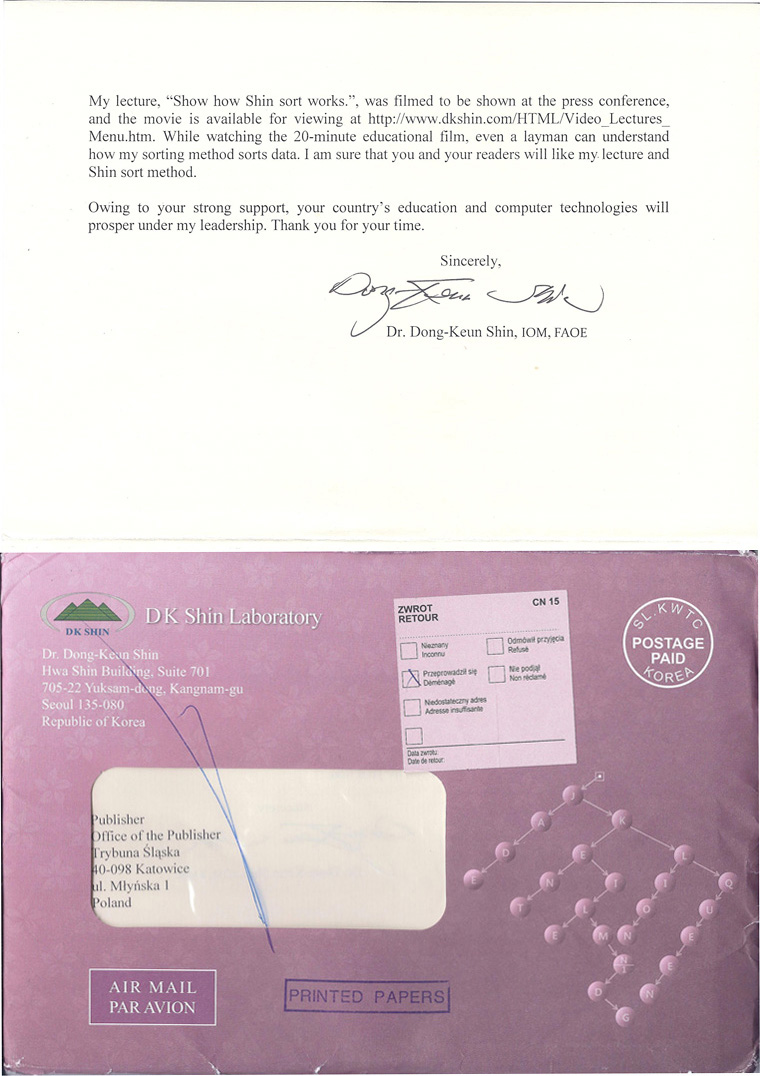 My lecture, “Show how Shin sort works.”, was filmed to be shown at the press conference,
and the movie is available for viewing at http://www.dkshin.com/HTML/Video_Lectures_
Menu.htm. While watching the 20-minute educational film, even a layman can understand
how my sorting method sorts data. I am sure that you and your readers will like my lecture and
Shin sort method.
Owing to your strong support, your country’s education and computer technologies will
prosper under my leadership. Thank you for your time.
Sincerely,
Dong-Keun Shin
Dr. Dong-Keun Shin, IOM, FAOE
DK SHIN
DK Shin Laboratory
Dr. Dong-Keun Shin
Hwa Shin Building, Suite 701
705-22 Yuksam-dong, Kangnam-gu
Seoul 135-080
Republic of Korea
ZWROT
RETOUR
CN 15
Nieznany
Inconnu
Odmówił przyjęcia
Refusé
Przeprowadził się
Déménagé
Nie podjął
Non réclamé
Niedostateczny adres
Adresse insuffisante
Data zwrotu:
Date de retour:
SL.KWTC
POSTAGE
PAID
KOREA
Publisher
Office of the Publisher
Trybuna Śląska
40-098 Katowice
ul. Młyńska 1
Poland
J
A
K
D
E
L
E
N
I
I
Q
T
L
O
U
E
M
N
E
E
D
N
G
AIR MAIL
PAR AVION
PRINTED PAPERS